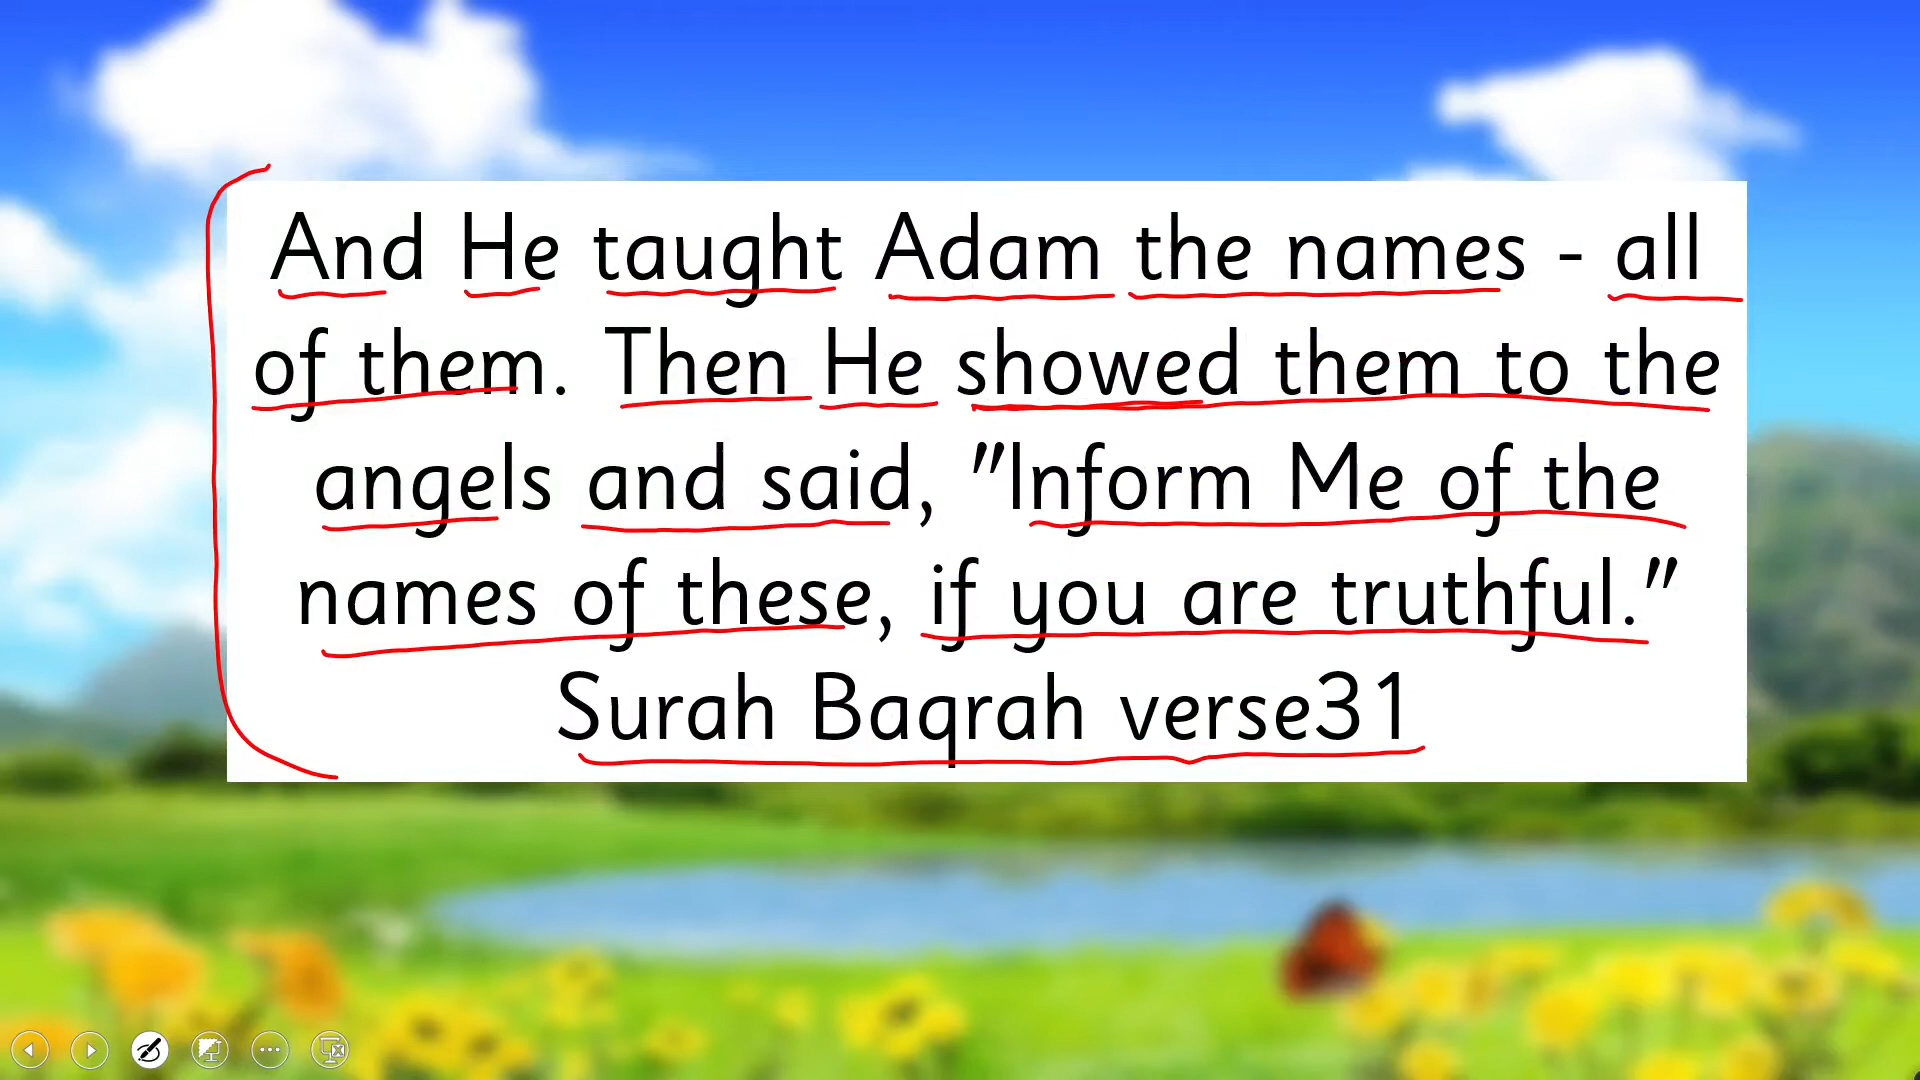 And He taught Adam the names - all
of them. Then He showed them to the
angels and said, "Inform Me of the
names of these, if you are truthful."
Surah Baqrah verse31